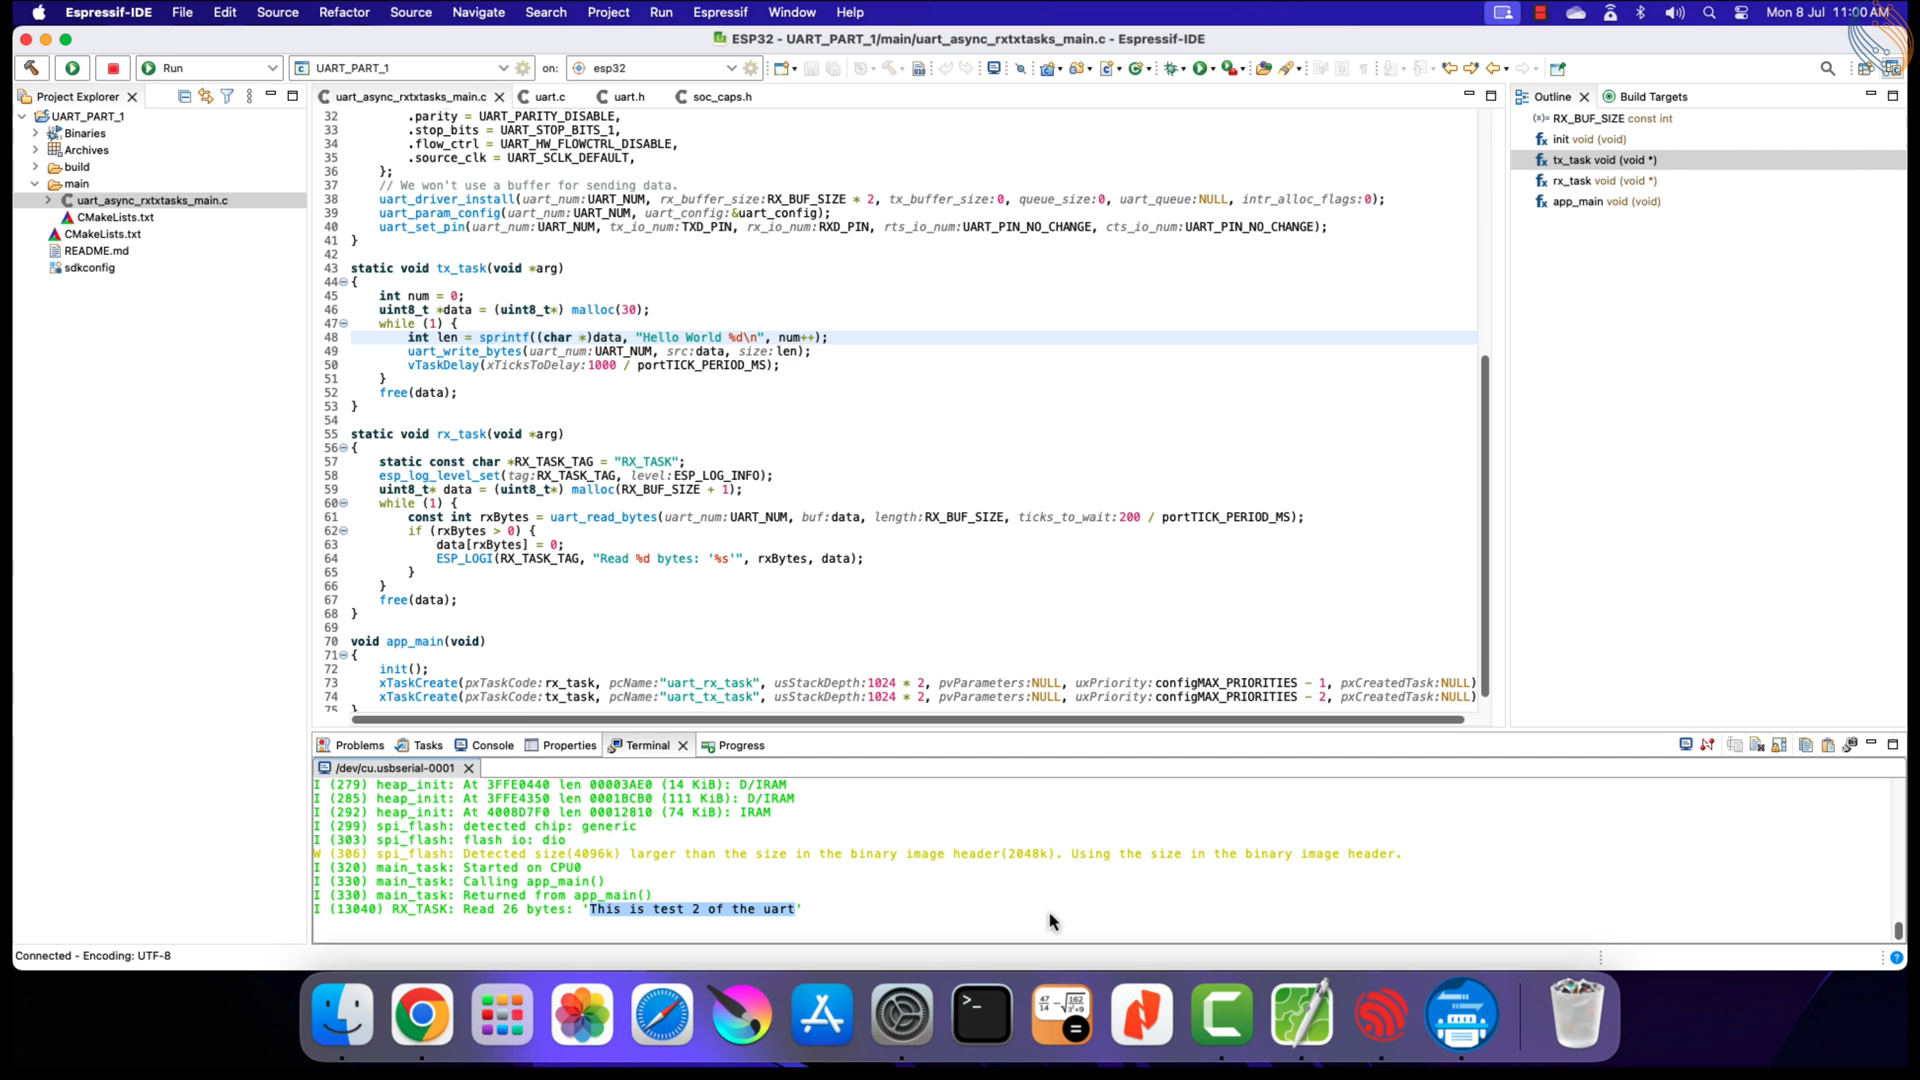 Espressif-IDE File Edit Source Refactor Source Navigate Search Project Run Espressif Window Help Mon 8 Jul 11:00 AM
ESP32 - UART_PART_1/main/uart_async_rxtxtasks_main.c - Espressif-IDE
Run UART_PART_1 on: esp32
Project Explorer
UART_PART_1
Binaries
Archives
build
main
uart_async_rxtxtasks_main.c
CMakeLists.txt
CMakeLists.txt
README.md
sdkconfig
uart_async_rxtxtasks_main.c uart.c uart.h soc_caps.h
32 .parity = UART_PARITY_DISABLE,
33 .stop_bits = UART_STOP_BITS_1,
34 .flow_ctrl = UART_HW_FLOWCTRL_DISABLE,
35 .source_clk = UART_SCLK_DEFAULT,
36 };
37 // We won't use a buffer for sending data.
38 uart_driver_install(uart_num:UART_NUM, rx_buffer_size:RX_BUF_SIZE * 2, tx_buffer_size:0, queue_size:0, uart_queue:NULL, intr_alloc_flags:0);
39 uart_param_config(uart_num:UART_NUM, uart_config:&uart_config);
40 uart_set_pin(uart_num:UART_NUM, tx_io_num:TXD_PIN, rx_io_num:RXD_PIN, rts_io_num:UART_PIN_NO_CHANGE, cts_io_num:UART_PIN_NO_CHANGE);
41 }
42
43 static void tx_task(void *arg)
44 {
45 int num = 0;
46 uint8_t *data = (uint8_t*) malloc(30);
47 while (1) {
48 int len = sprintf((char *)data, "Hello World %d\n", num++);
49 uart_write_bytes(uart_num:UART_NUM, src:data, size:len);
50 vTaskDelay(xTicksToDelay:1000 / portTICK_PERIOD_MS);
51 }
52 free(data);
53 }
54
55 static void rx_task(void *arg)
56 {
57 static const char *RX_TASK_TAG = "RX_TASK";
58 esp_log_level_set(tag:RX_TASK_TAG, level:ESP_LOG_INFO);
59 uint8_t* data = (uint8_t*) malloc(RX_BUF_SIZE + 1);
60 while (1) {
61 const int rxBytes = uart_read_bytes(uart_num:UART_NUM, buf:data, length:RX_BUF_SIZE, ticks_to_wait:200 / portTICK_PERIOD_MS);
62 if (rxBytes > 0) {
63 data[rxBytes] = 0;
64 ESP_LOGI(RX_TASK_TAG, "Read %d bytes: '%s'", rxBytes, data);
65 }
66 }
67 free(data);
68 }
69
70 void app_main(void)
71 {
72 init();
73 xTaskCreate(pxTaskCode:rx_task, pcName:"uart_rx_task", usStackDepth:1024 * 2, pvParameters:NULL, uxPriority:configMAX_PRIORITIES - 1, pxCreatedTask:NULL)
74 xTaskCreate(pxTaskCode:tx_task, pcName:"uart_tx_task", usStackDepth:1024 * 2, pvParameters:NULL, uxPriority:configMAX_PRIORITIES - 2, pxCreatedTask:NULL)
75 }
Outline Build Targets
RX_BUF_SIZE const int
init void (void)
tx_task void (void *)
rx_task void (void *)
app_main void (void)
Problems Tasks Console Properties Terminal Progress
/dev/cu.usbserial-0001
I (279) heap_init: At 3FFE0440 len 00003AE0 (14 KiB): D/IRAM
I (285) heap_init: At 3FFE4350 len 0001BCB0 (111 KiB): D/IRAM
I (292) heap_init: At 4008D7F0 len 00012810 (74 KiB): IRAM
I (299) spi_flash: detected chip: generic
I (303) spi_flash: flash io: dio
W (306) spi_flash: Detected size(4096k) larger than the size in the binary image header(2048k). Using the size in the binary image header.
I (320) main_task: Started on CPU0
I (330) main_task: Calling app_main()
I (330) main_task: Returned from app_main()
I (13040) RX_TASK: Read 26 bytes: 'This is test 2 of the uart'
Connected - Encoding: UTF-8